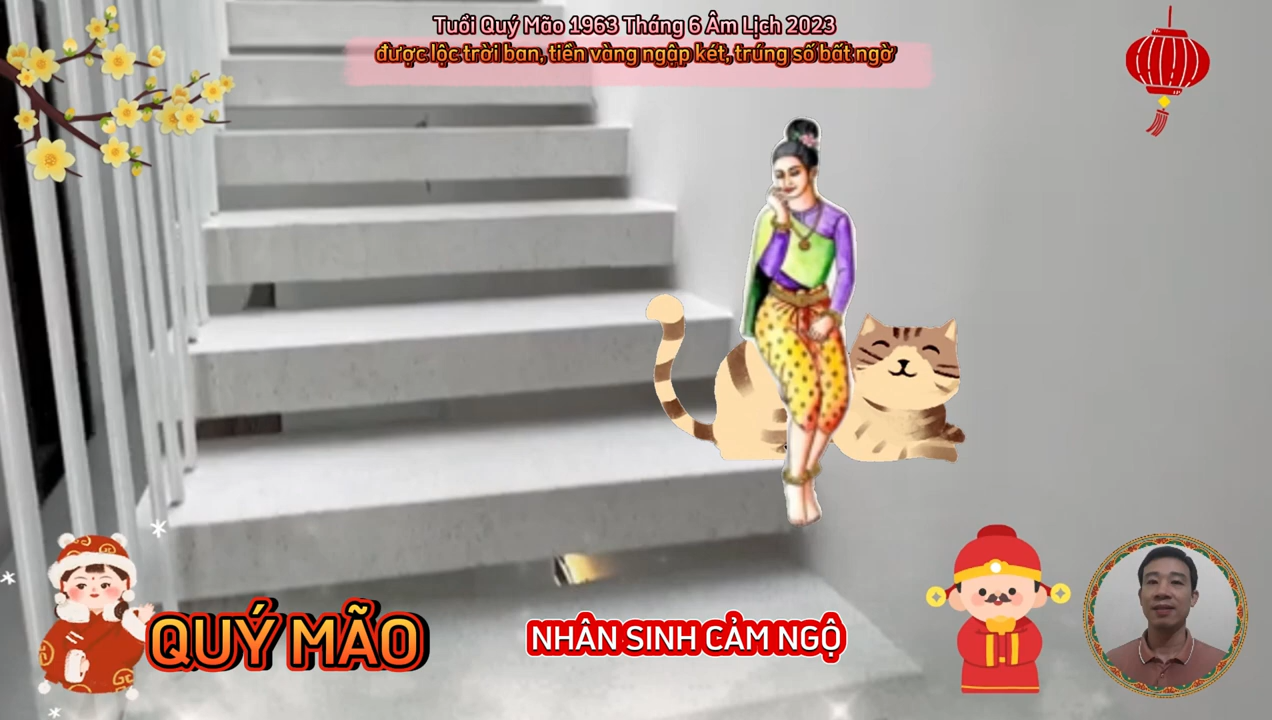 Tuổi Quý Mão 1963 Tháng 6 Âm Lịch 2023
được lộc trời ban, tiền vàng ngập két, trúng số bất ngờ
QUÝ MÃO
NHÂN SINH CẢM NGỘ